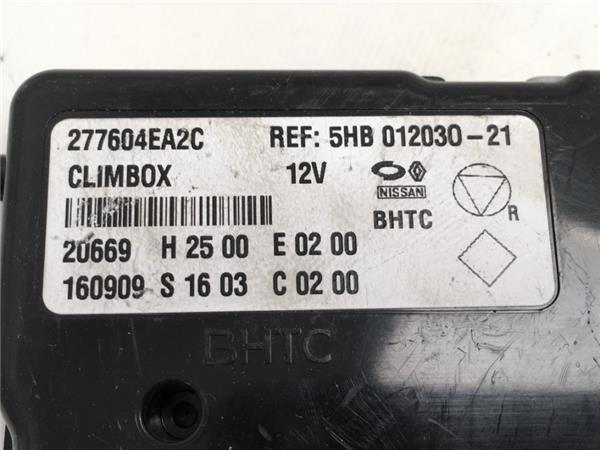 277604EA2C REF: 5HB 012030-21
CLIMBOX 12V
NISSAN
BHTC
R
20669 H 25 00 E 02 00
160909 S 16 03 C 02 00
BHTC